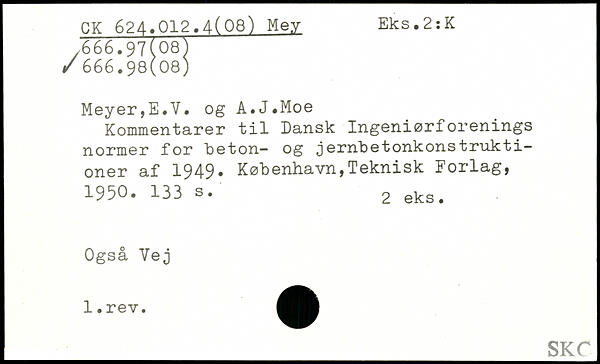 CK 624.012.4(08) Mey Eks.2:K
666.97(08)
✓ 666.98(08)
Meyer,E.V. og A.J.Moe
Kommentarer til Dansk Ingeniørforenings
normer for beton- og jernbetonkonstrukti-
oner af 1949. København,Teknisk Forlag,
1950. 133 s.
2 eks.
Også Vej
1.rev.
SKC